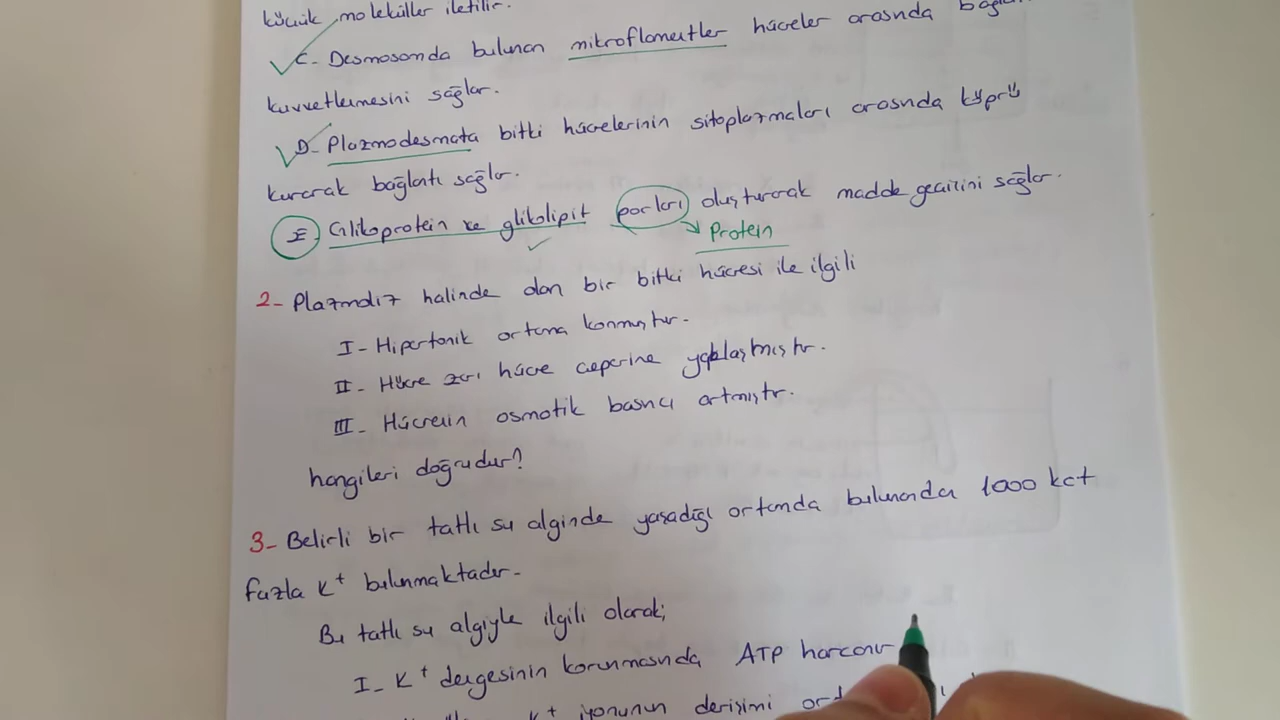 küçük moleküller iletilir.
C- Desmosomda bulunan mikroflamentler hücreler arasında
kuvvetlenmesini sağlar.
D- Plazmodesmata bitki hücrelerinin sitoplazmaları arasında köprü
kurarak bağlantı sağlar.
E- Glikoprotein ve glikolipit porları oluşturarak madde geçişini sağlar.
Protein
2- Plazmoliz halinde olan bir bitki hücresi ile ilgili
I- Hipertonik ortama konmuştur.
II- Hücre zarı hücre çeperine yaklaşmıştır.
III- Hücrenin osmotik basıncı artmıştır.
hangileri doğrudur?
3- Belirli bir tatlı su alginde yaşadığı ortamda bulunanda 1000 kat
fazla K+ bulunmaktadır.
Bu tatlı su algiyle ilgili olarak;
I- K+ dengesinin korunmasında ATP harcanır
K+ iyonunun derişimi